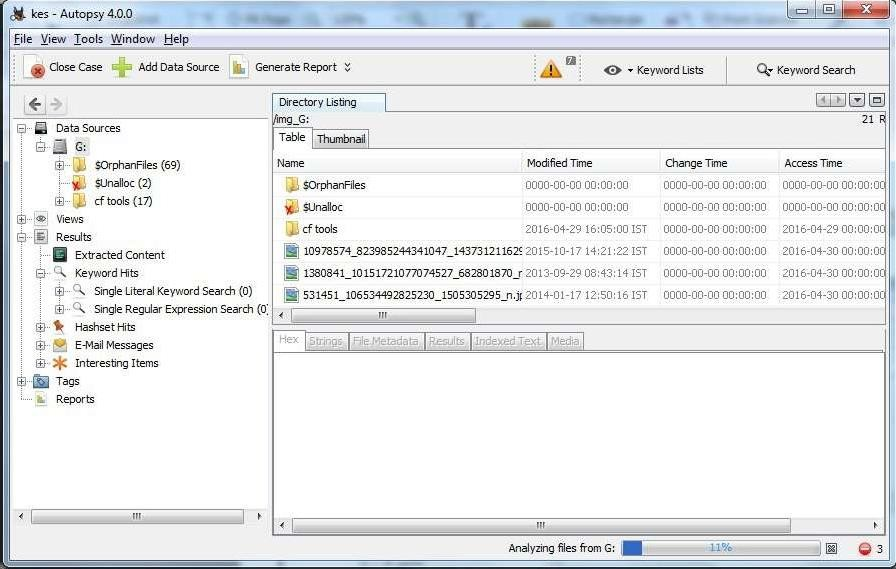 kes - Autopsy 4.0.0
File View Tools Window Help
Close Case Add Data Source Generate Report 7 Keyword Lists Keyword Search
Directory Listing
/img_G: 21 R
Table Thumbnail
Data Sources
G:
$OrphanFiles (69)
$Unalloc (2)
cf tools (17)
Views
Results
Extracted Content
Keyword Hits
Single Literal Keyword Search (0)
Single Regular Expression Search (0)
Hashset Hits
E-Mail Messages
Interesting Items
Tags
Reports
Name Modified Time Change Time Access Time
$OrphanFiles 0000-00-00 00:00:00 0000-00-00 00:00:00 0000-00-00 00:00:00
$Unalloc 0000-00-00 00:00:00 0000-00-00 00:00:00 0000-00-00 00:00:00
cf tools 2016-04-29 16:05:00 IST 0000-00-00 00:00:00 2016-04-29 00:00:00
10978574_823985244341047_143731211629 2015-10-17 14:21:22 IST 0000-00-00 00:00:00 2016-04-30 00:00:00
1380841_10151721077074527_682801870_n 2013-09-29 08:43:14 IST 0000-00-00 00:00:00 2016-04-30 00:00:00
531451_106534492825230_1505305295_n.jp 2014-01-17 12:50:16 IST 0000-00-00 00:00:00 2016-04-30 00:00:00
Hex Strings File Metadata Results Indexed Text Media
Analyzing files from G: 11% 3